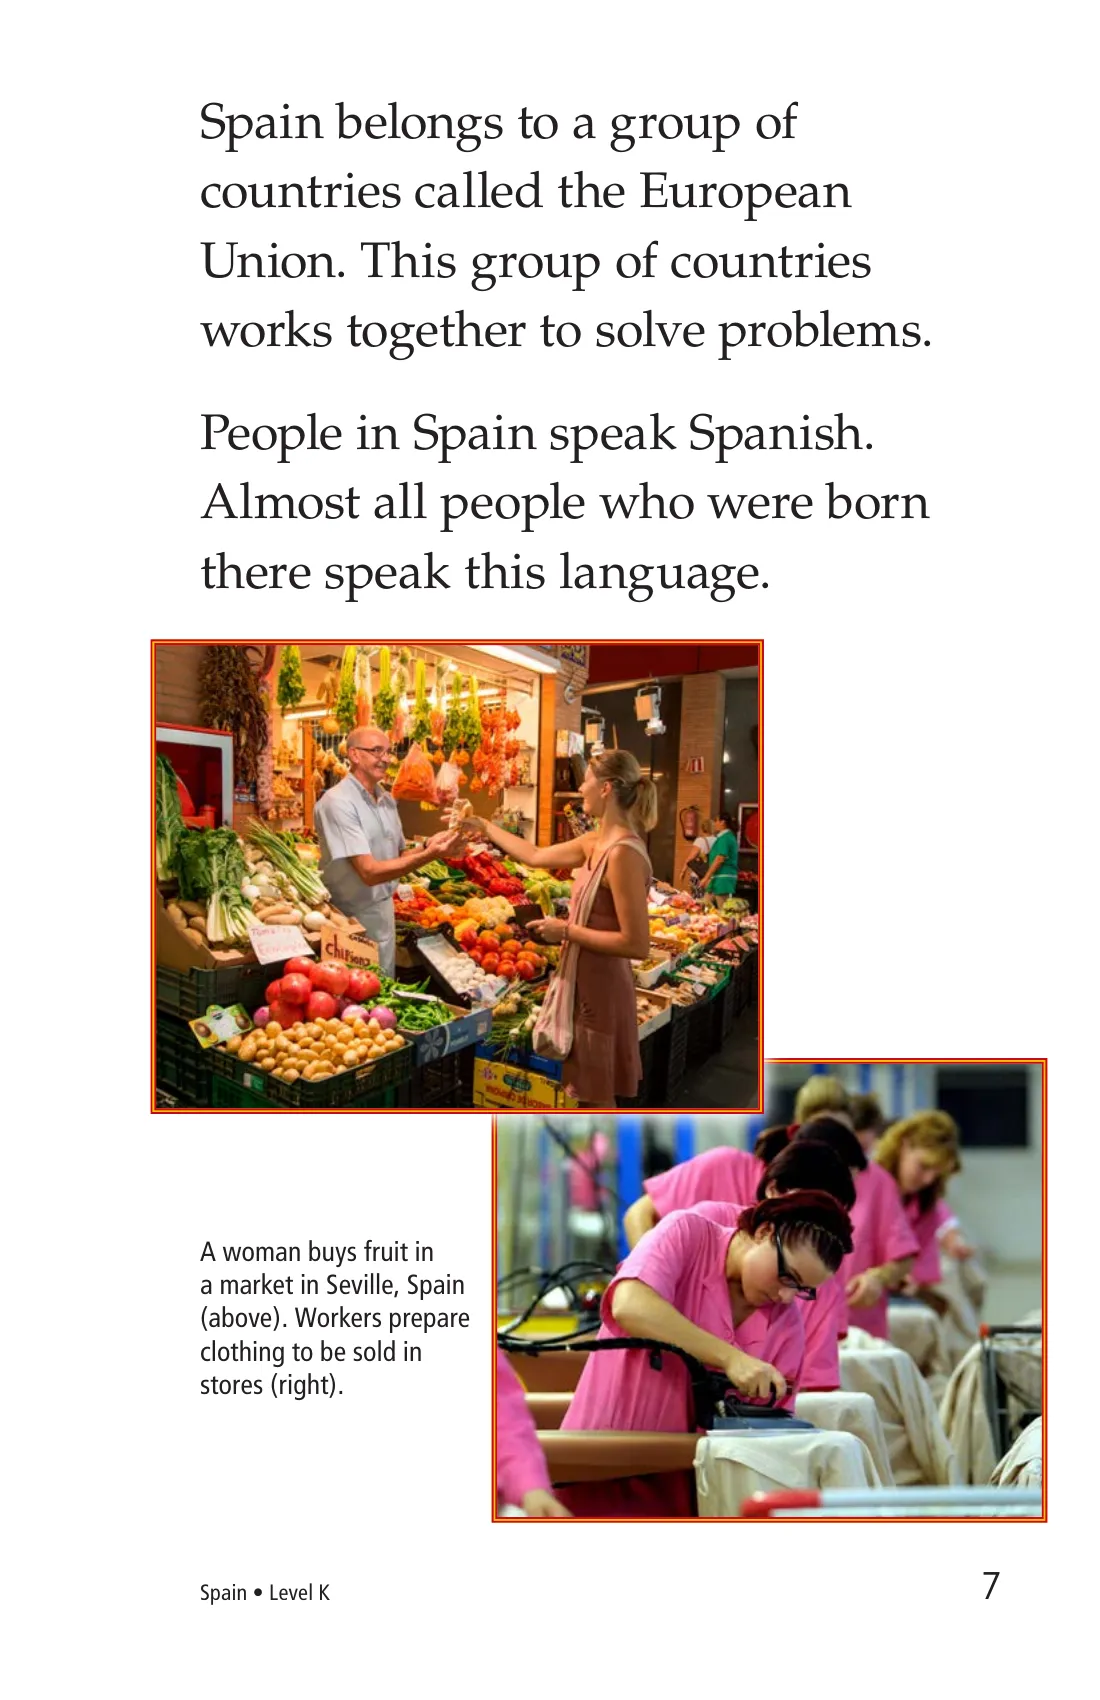 Spain belongs to a group of
countries called the European
Union. This group of countries
works together to solve problems.
People in Spain speak Spanish.
Almost all people who were born
there speak this language.
chipiona
A woman buys fruit in
a market in Seville, Spain
(above). Workers prepare
clothing to be sold in
stores (right).
Spain • Level K
7